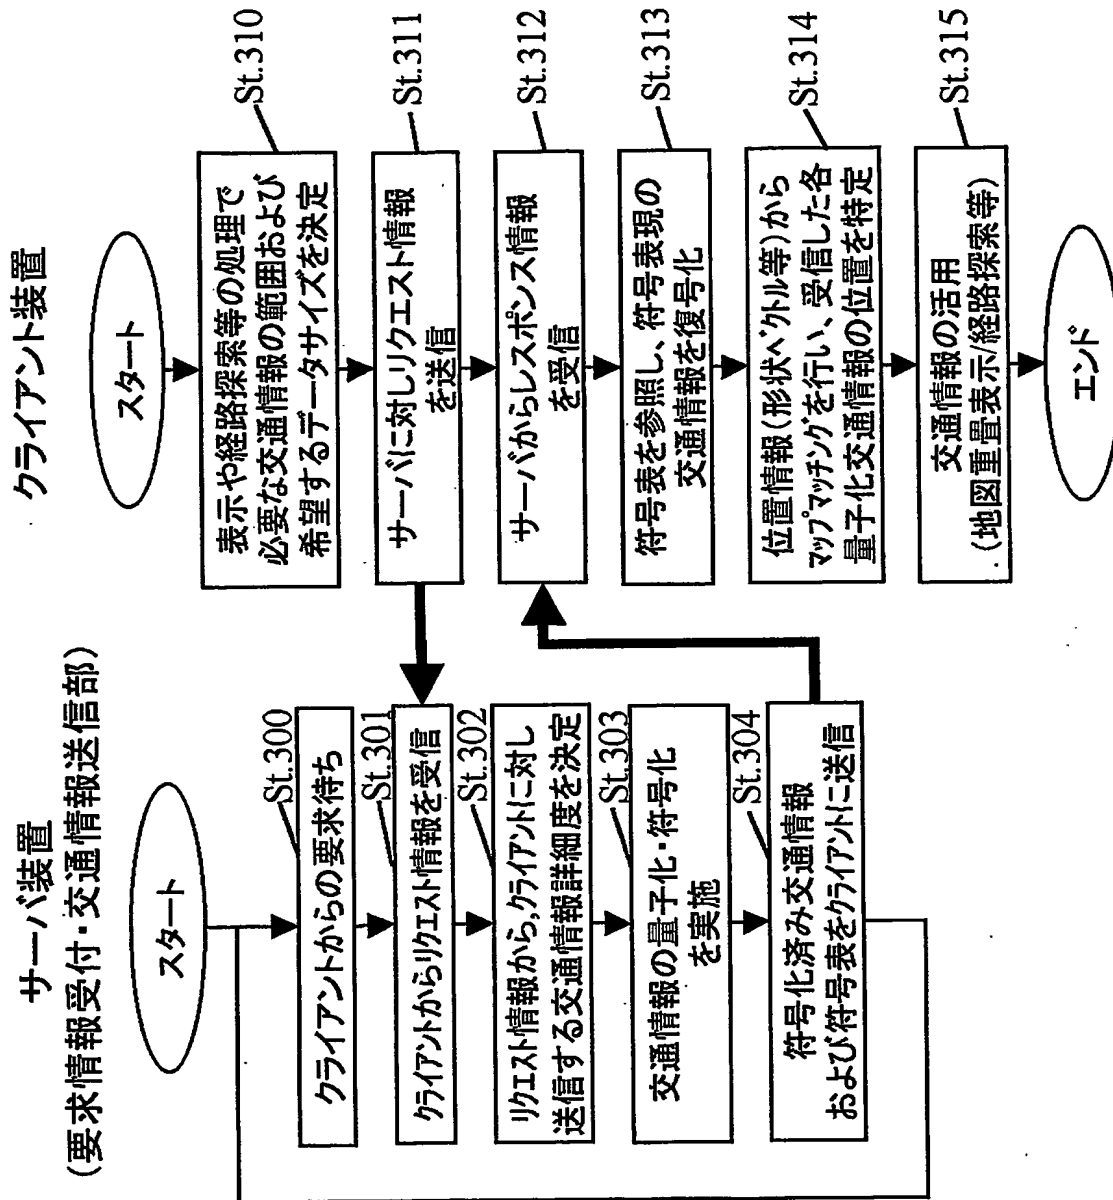 サーバ装置
(要求情報受付・交通情報送信部)
スタート
St.300
クライアントからの要求待ち
St.301
クライアントからリクエスト情報を受信
St.302
リクエスト情報から,クライアントに対し
送信する交通情報詳細度を決定
St.303
交通情報の量子化・符号化
を実施
St.304
符号化済み交通情報
および符号表をクライアントに送信
クライアント装置
スタート
St.310
表示や経路探索等の処理で
必要な交通情報の範囲および
希望するデータサイズを決定
St.311
サーバに対しリクエスト情報
を送信
St.312
サーバからレスポンス情報
を受信
St.313
符号表を参照し、符号表現の
交通情報を復号化
St.314
位置情報(形状ベクトル等)から
マップマッチングを行い、受信した各
量子化交通情報の位置を特定
St.315
交通情報の活用
(地図重畳表示/経路探索等)
エンド